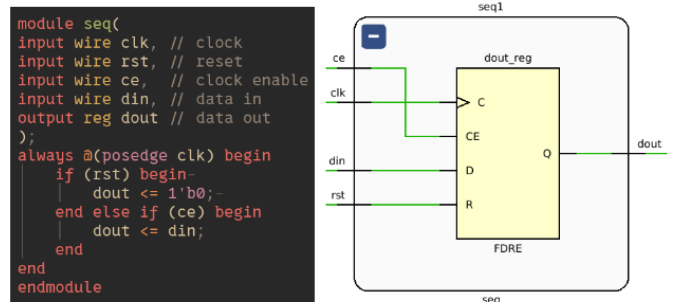 module seq(
input wire clk, // clock
input wire rst, // reset
input wire ce, // clock enable
input wire din, // data in
output reg dout // data out
);
always @(posedge clk) begin
if (rst) begin
dout <= 1'b0;
end else if (ce) begin
dout <= din;
end
end
endmodule
seq1
dout_reg
ce
clk
C
CE
Q
dout
din
D
rst
R
FDRE
seq